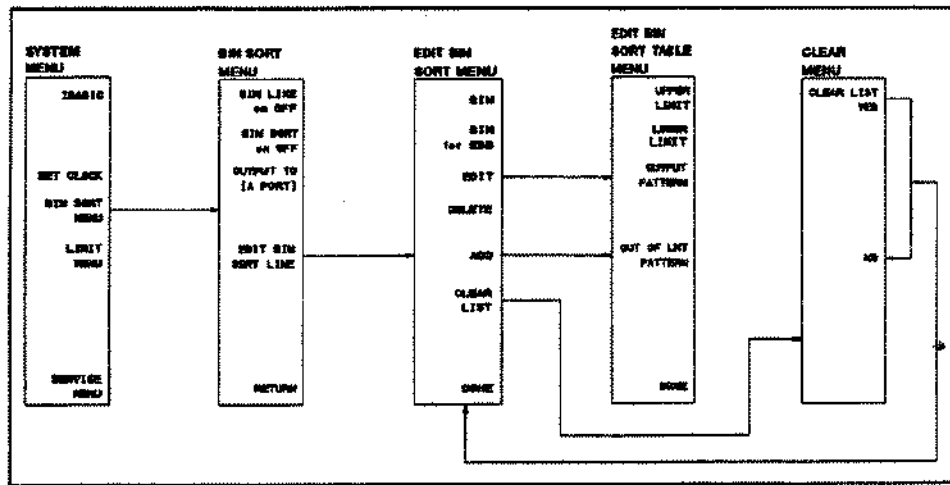 SYSTEM
MENU
IBASIC
SET CLOCK
BIN SORT
MENU
LIMIT
MENU
SERVICE
MENU
BIN SORT
MENU
BIN LINE
on OFF
BIN SORT
on OFF
OUTPUT TO
[A PORT]
EDIT BIN
SORT LINE
RETURN
EDIT BIN
SORT MENU
BIN
BIN
for
EDIT
DELETE
ADD
CLEAR
LIST
DONE
EDIT BIN
SORT TABLE
MENU
UPPER
LIMIT
LOWER
LIMIT
OUTPUT
PATTERN
OUT OF LMT
PATTERN
DONE
CLEAR
MENU
CLEAR LIST
YES
NO